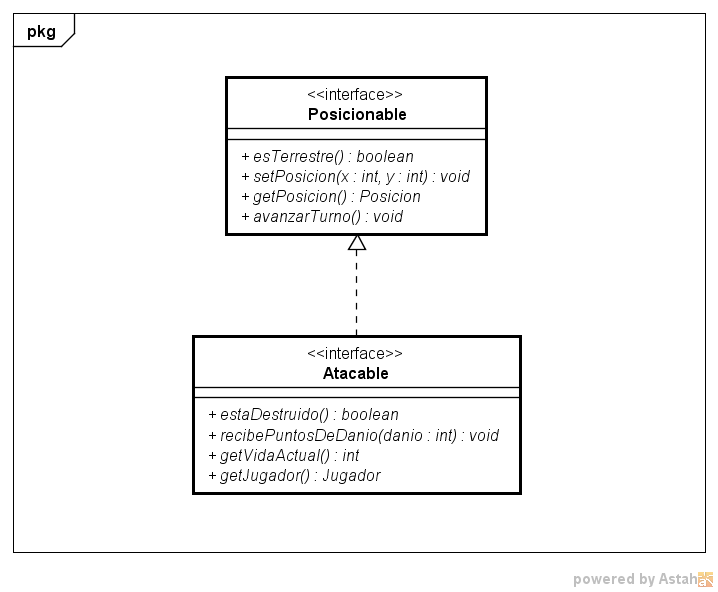 pkg
<<interface>>
Posicionable
+ esTerrestre() : boolean
+ setPosicion(x : int, y : int) : void
+ getPosicion() : Posicion
+ avanzarTurno() : void
<<interface>>
Atacable
+ estaDestruido() : boolean
+ recibePuntosDeDanio(danio : int) : void
+ getVidaActual() : int
+ getJugador() : Jugador
powered by Astah